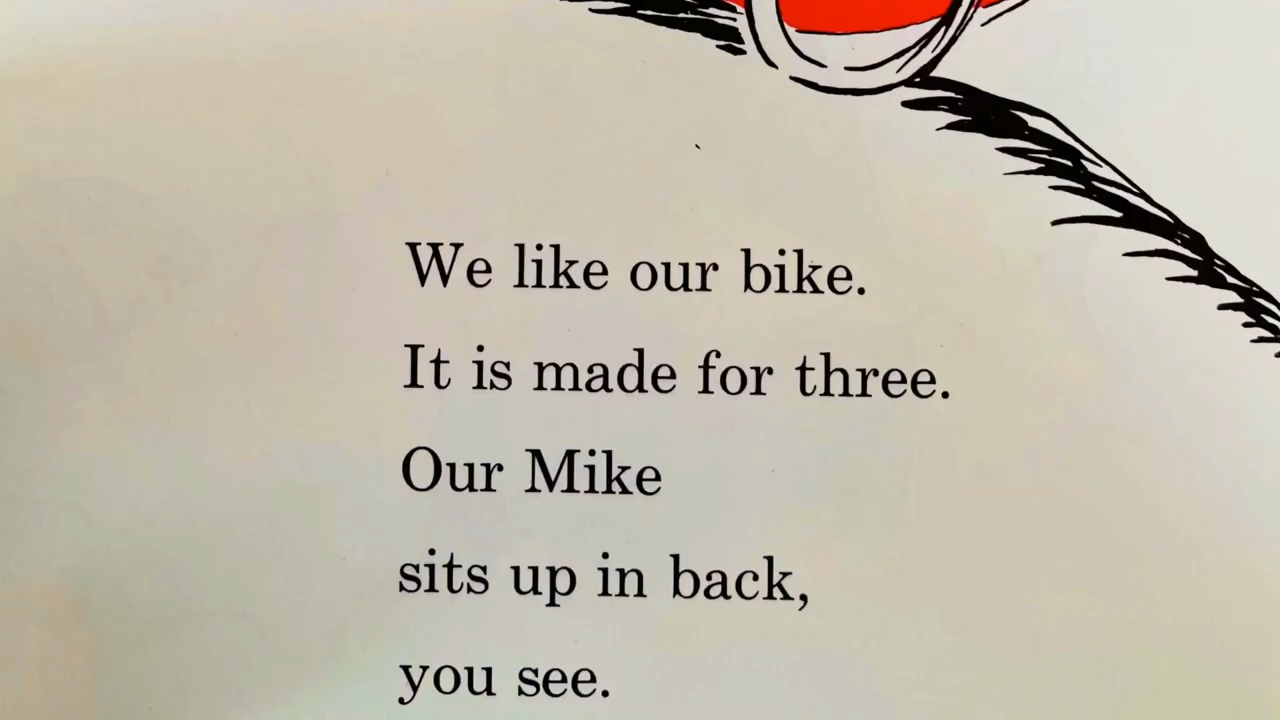 We like our bike.
It is made for three.
Our Mike
sits up in back,
you see.